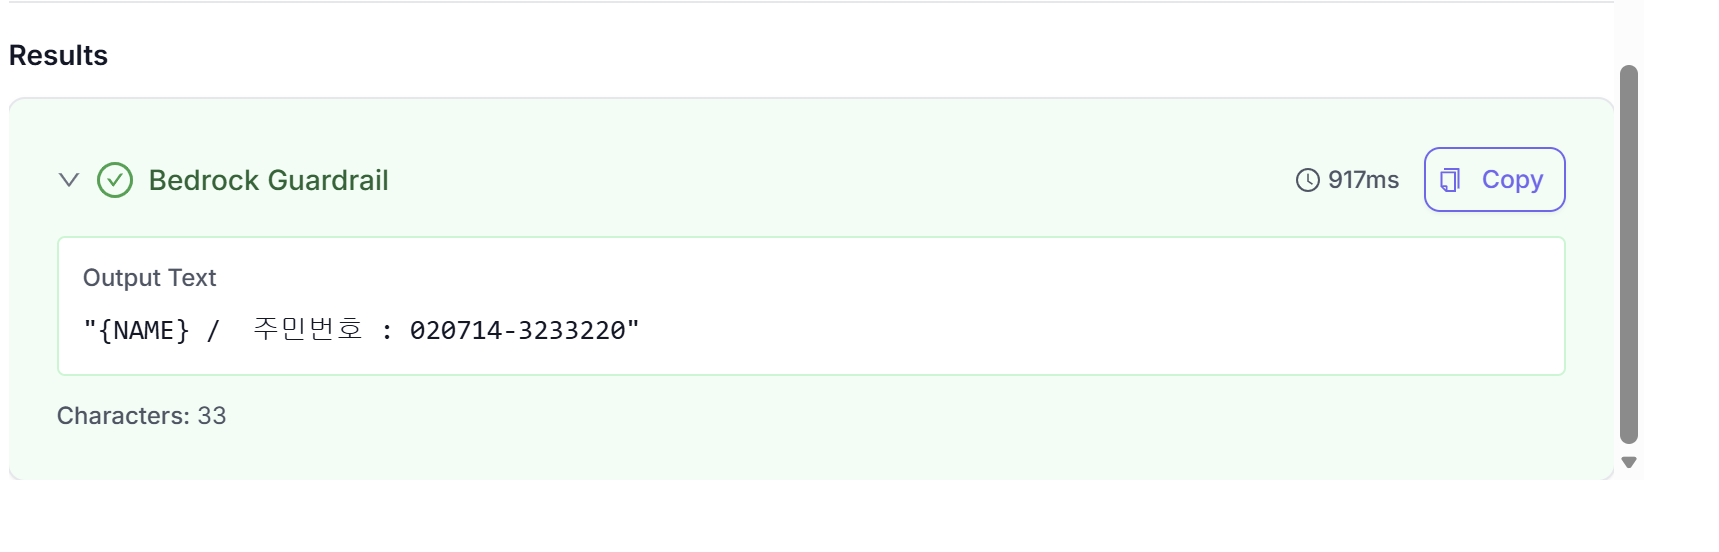 Results
Bedrock Guardrail
917ms
Copy
Output Text
"{NAME} /  주민번호 : 020714-3233220"
Characters: 33